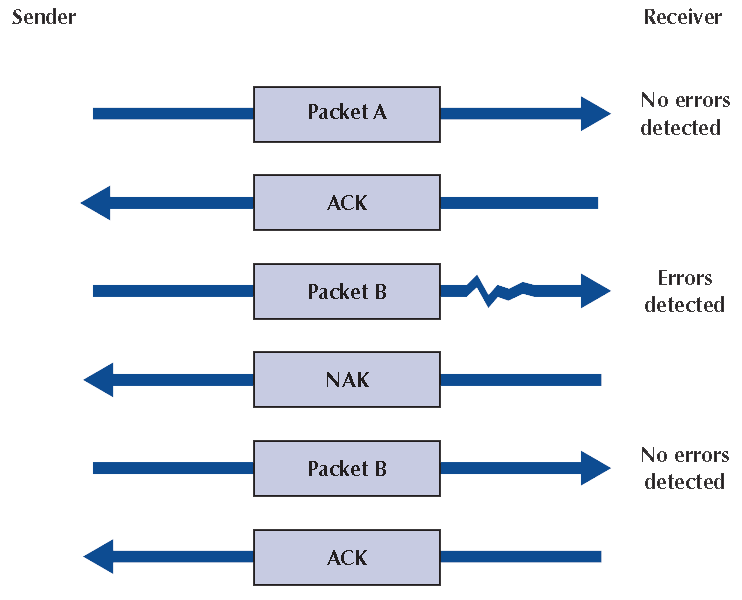 Sender
Receiver
Packet A
No errors
detected
ACK
Packet B
Errors
detected
NAK
Packet B
No errors
detected
ACK